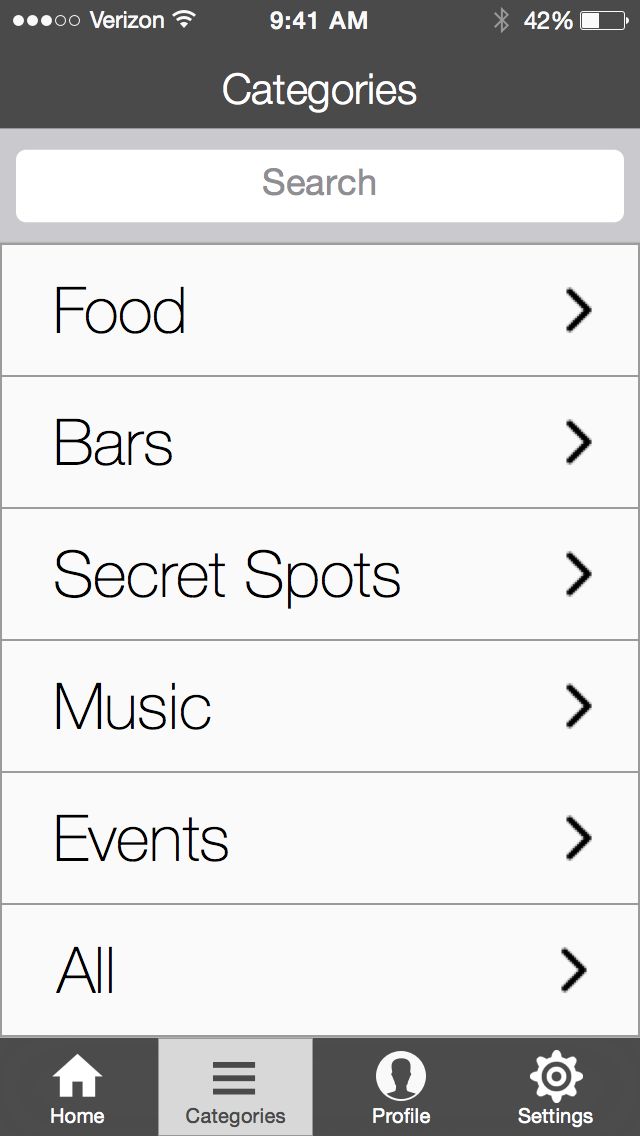 Verizon 9:41 AM 42%
Categories
Search
Food
Bars
Secret Spots
Music
Events
All
Home Categories Profile Settings